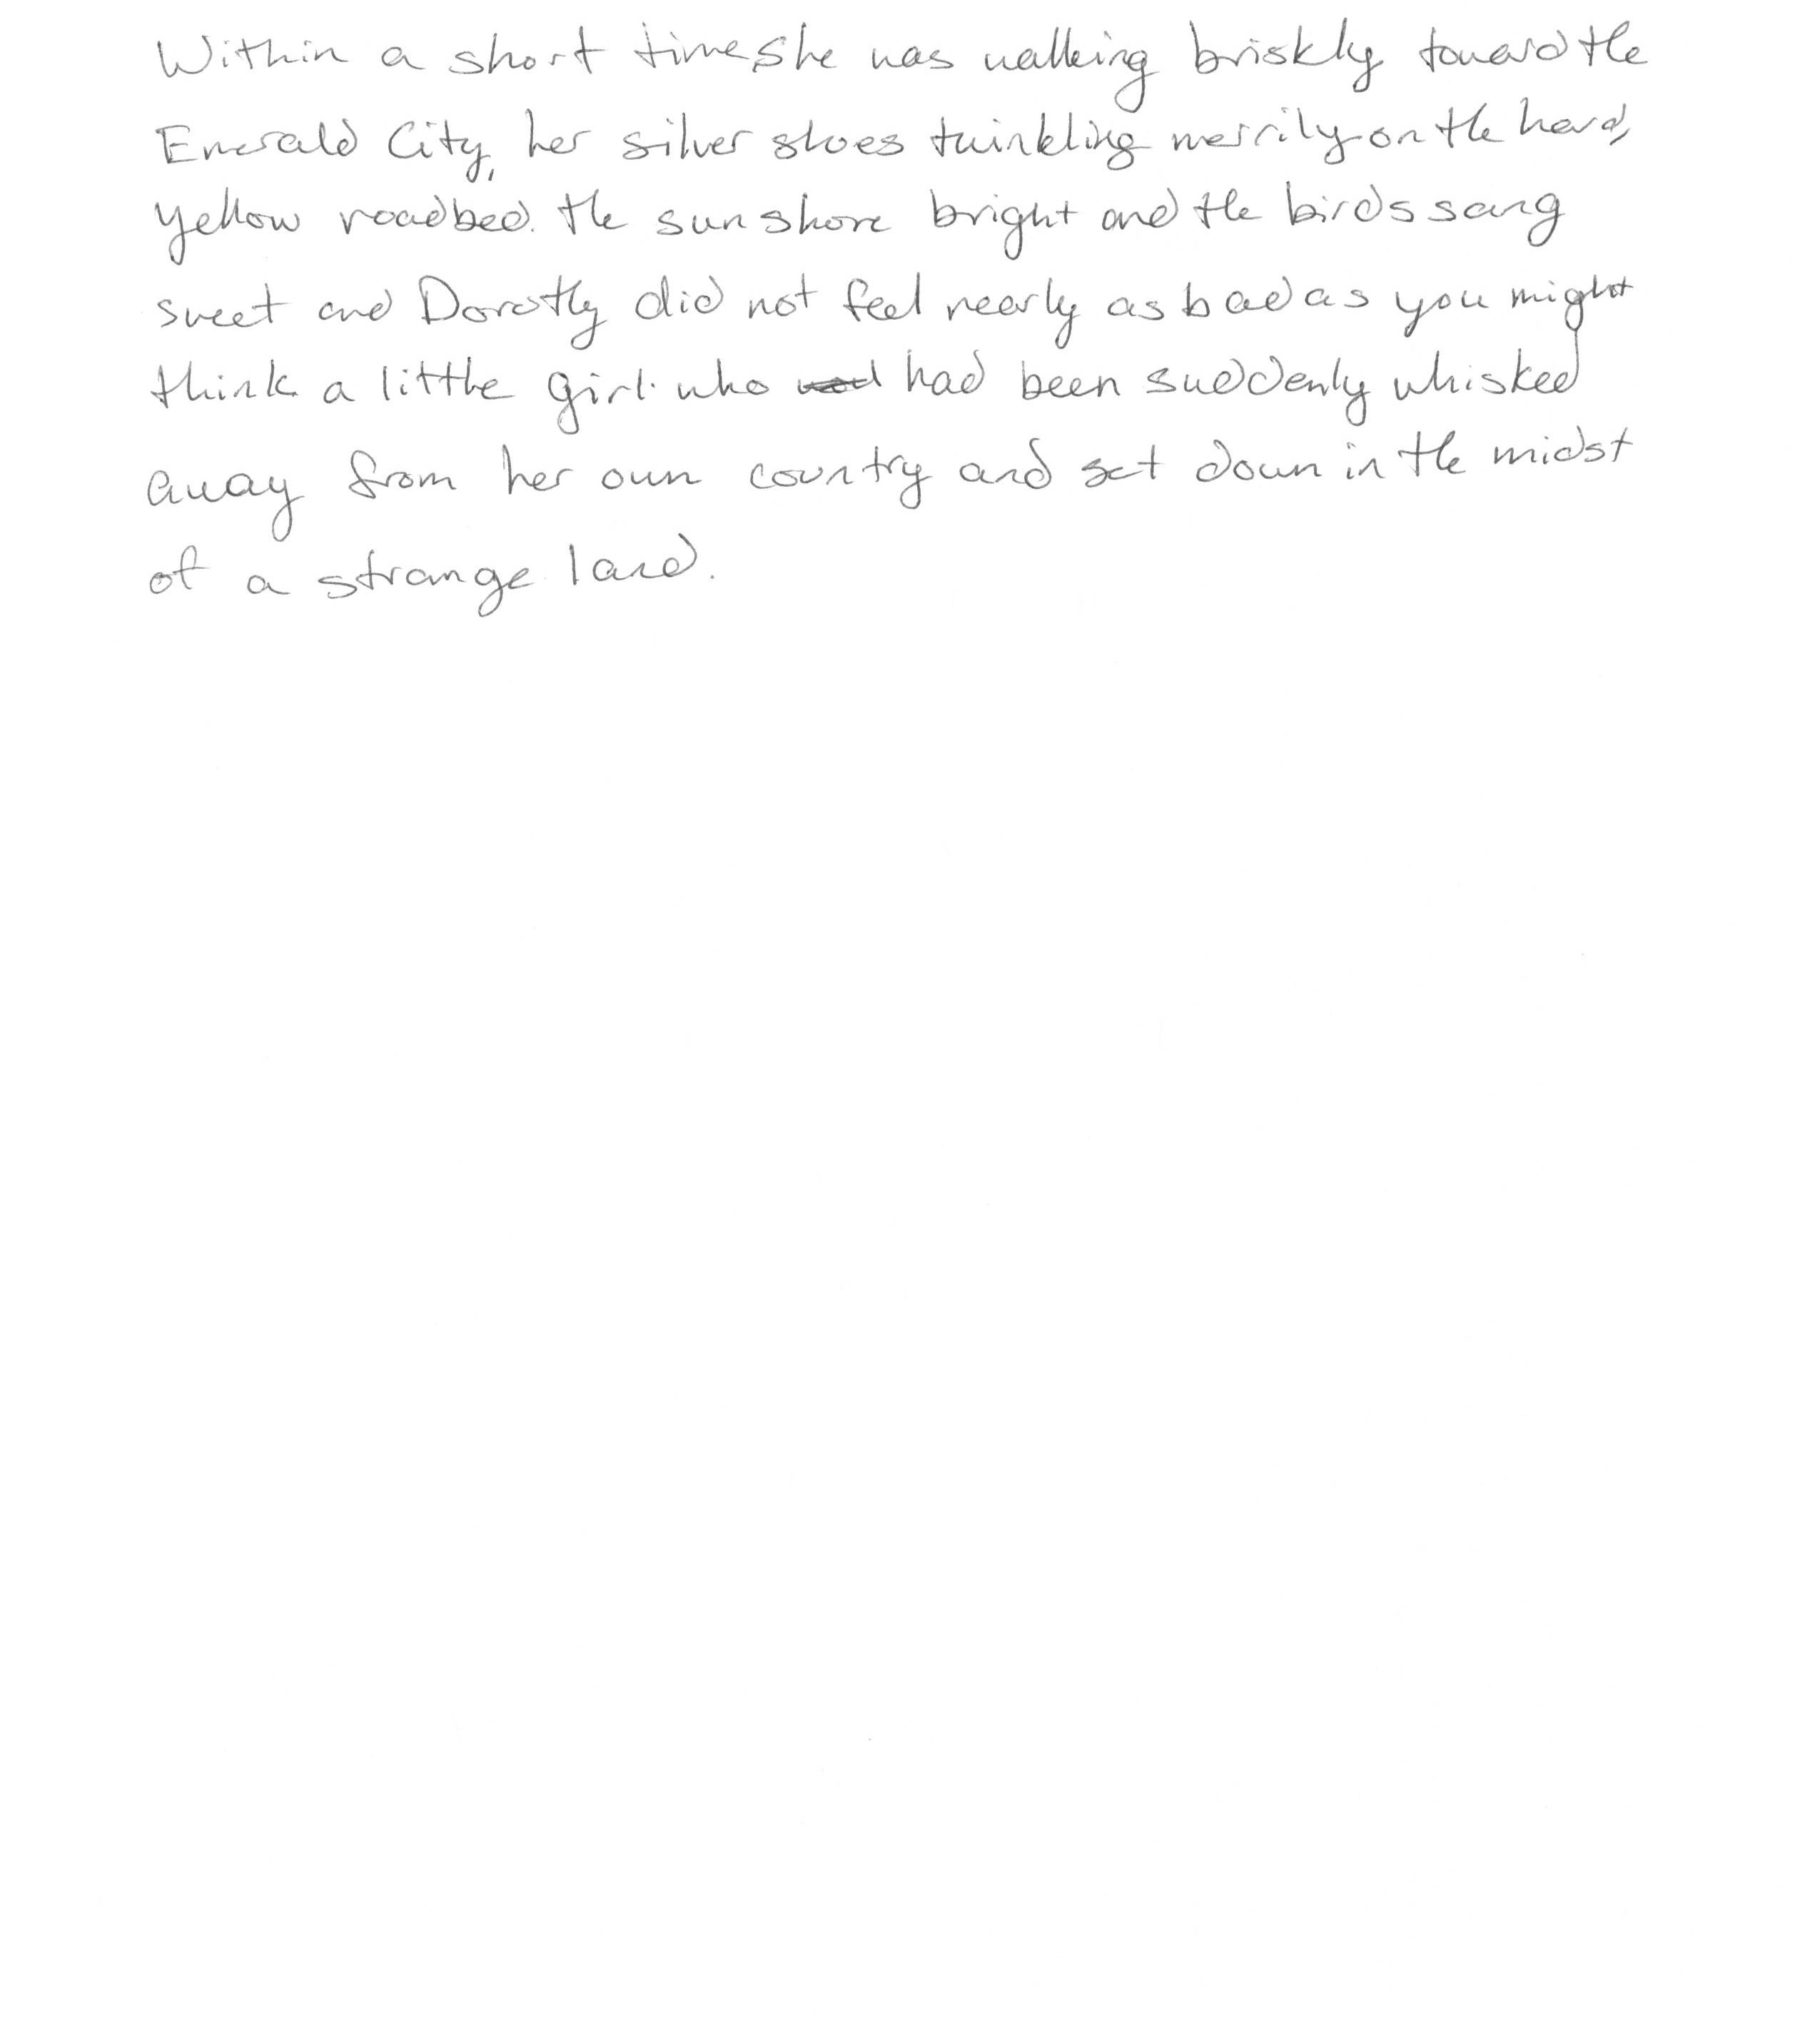 Within a short time, she was walking briskly toward the
Emerald City, her silver shoes twinkling merrily on the hard,
yellow roadbed. The sun shone bright and the birds sang
sweet and Dorothy did not feel nearly as bad as you might
think a little girl who had been suddenly whisked
away from her own country and set down in the midst
of a strange land.